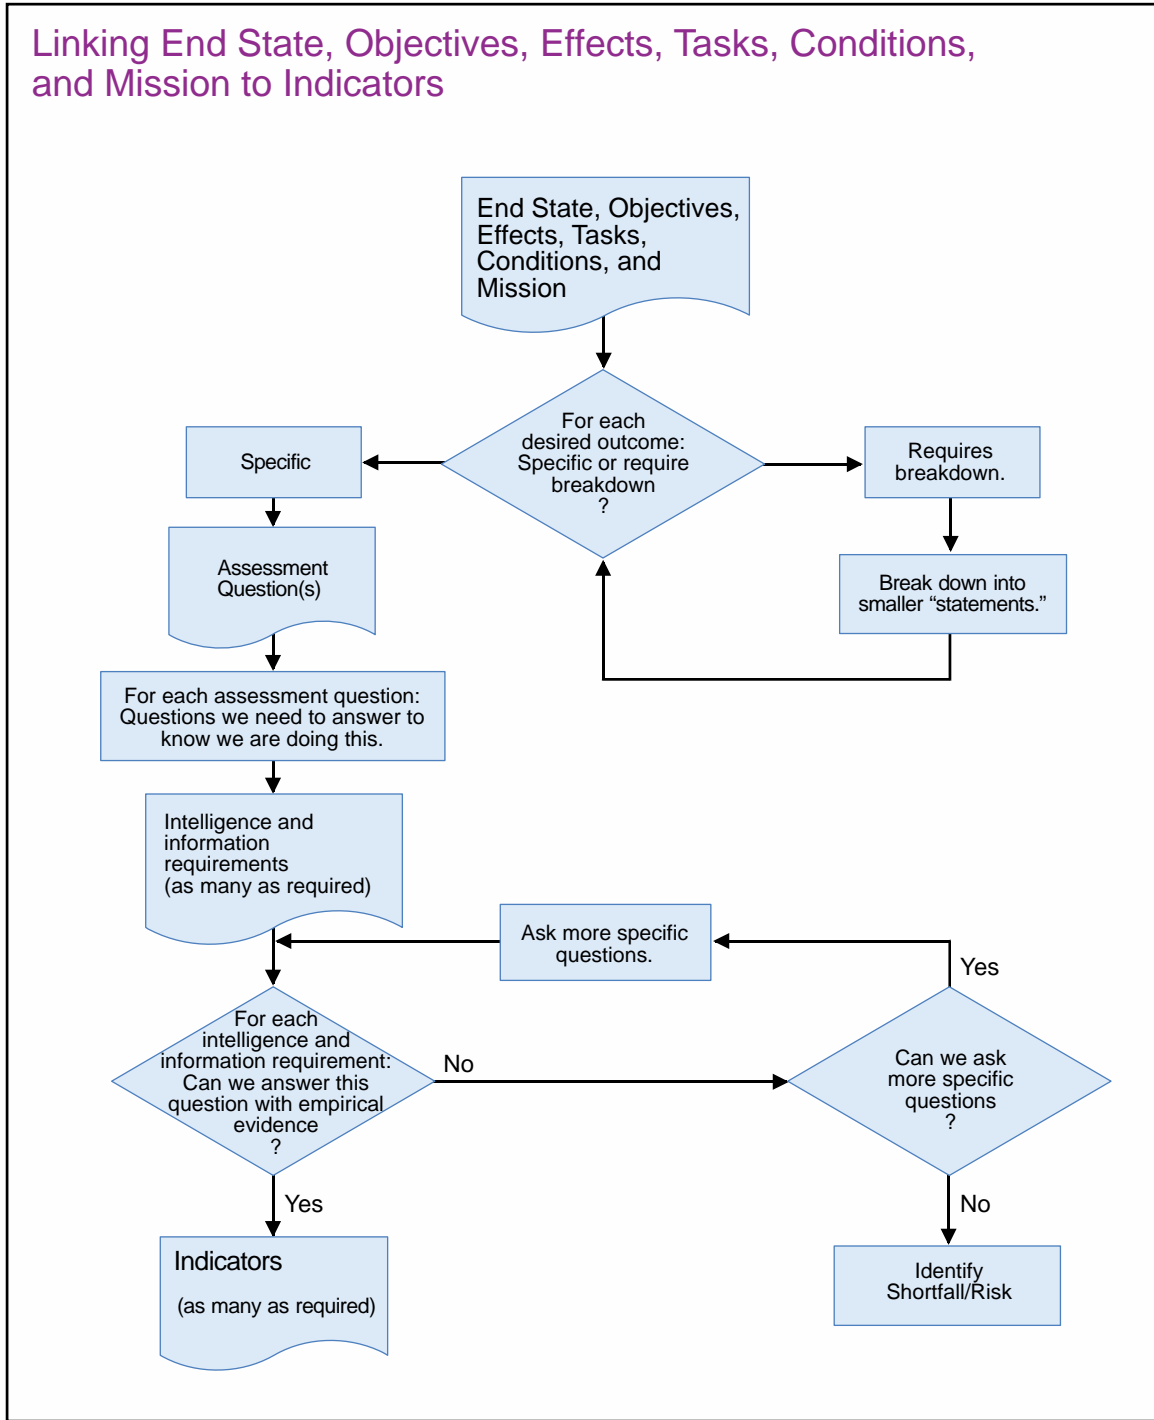 Linking End State, Objectives, Effects, Tasks, Conditions,
and Mission to Indicators
End State, Objectives,
Effects, Tasks,
Conditions, and
Mission
For each
desired outcome:
Specific or require
breakdown
?
Specific
Requires
breakdown.
Assessment
Question(s)
Break down into
smaller “statements.”
For each assessment question:
Questions we need to answer to
know we are doing this.
Intelligence and
information
requirements
(as many as required)
Ask more specific
questions.
Yes
For each
intelligence and
information requirement:
Can we answer this
question with empirical
evidence
?
No
Can we ask
more specific
questions
?
Yes
No
Indicators
(as many as required)
Identify
Shortfall/Risk